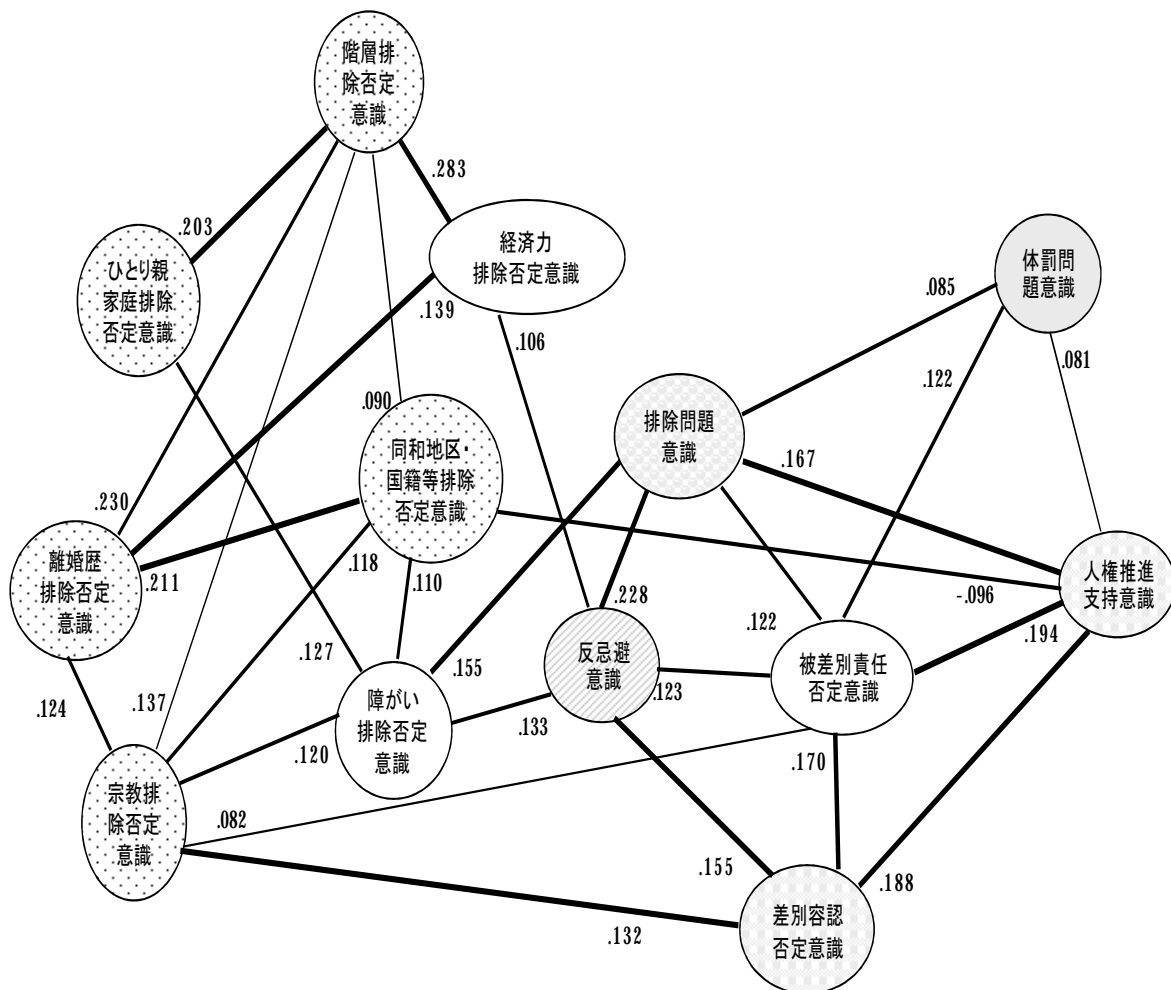 階層排
除否定
意識
.283
.203
経済力
排除否定意識
ひとり親
家庭排除
否定意識
体罰問
題意識
.085
.139
.106
.081
.122
.090
排除問題
意識
同和地区・
国籍等排除
否定意識
.167
.230
離婚歴
排除否定
意識
.211
.118
.110
-.096
人権推進
支持意識
.228
.122
.194
.127
.155
反忌避
意識
被差別責任
否定意識
.123
.124
.137
障がい
排除否定
意識
.133
.120
.170
宗教排
除否定
意識
.082
.155
.188
.132
差別容認
否定意識